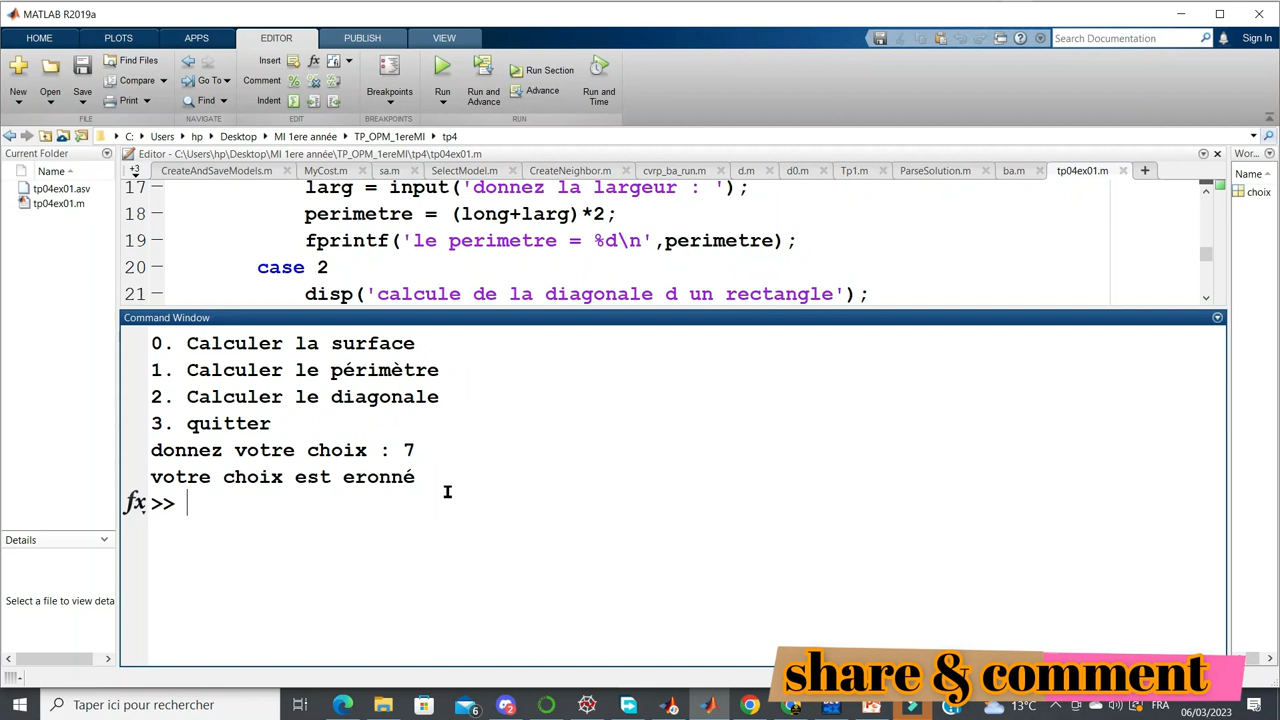 MATLAB R2019a
HOME PLOTS APPS EDITOR PUBLISH VIEW Search Documentation Sign In
New Open Save Find Files Compare Print Go To Find Insert Comment Indent Breakpoints Run Run and Advance Run Section Advance Run and Time
FILE NAVIGATE EDIT BREAKPOINTS RUN
C: Users hp Desktop MI 1ere année TP_OPM_1ereMI tp4
Current Folder
Name
tp04ex01.asv
tp04ex01.m
Details
Select a file to view deta
Editor - C:\Users\hp\Desktop\MI 1ere année\TP_OPM_1ereMI\tp4\tp04ex01.m
+3 CreateAndSaveModels.m MyCost.m sa.m SelectModel.m CreateNeighbor.m cvrp_ba_run.m d.m d0.m Tp1.m ParseSolution.m ba.m tp04ex01.m
17 larg = input('donnez la largeur : ');
18 perimetre = (long+larg)*2;
19 fprintf('le perimetre = %d\n',perimetre);
20 case 2
21 disp('calcule de la diagonale d un rectangle');
Command Window
0. Calculer la surface
1. Calculer le périmètre
2. Calculer le diagonale
3. quitter
donnez votre choix : 7
votre choix est eronné
fx >>
Wor...
Name
choix
share & comment
Taper ici pour rechercher
13°C FRA
06/03/2023